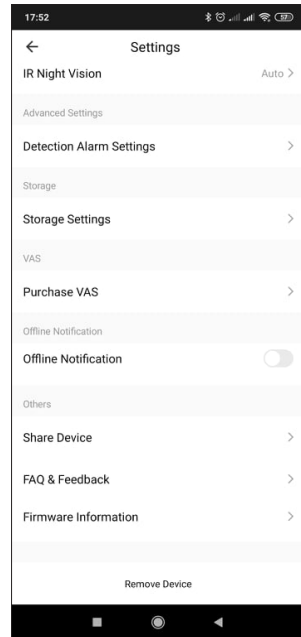 17:52
57
Settings
IR Night Vision Auto
Advanced Settings
Detection Alarm Settings
Storage
Storage Settings
VAS
Purchase VAS
Offline Notification
Offline Notification
Others
Share Device
FAQ & Feedback
Firmware Information
Remove Device